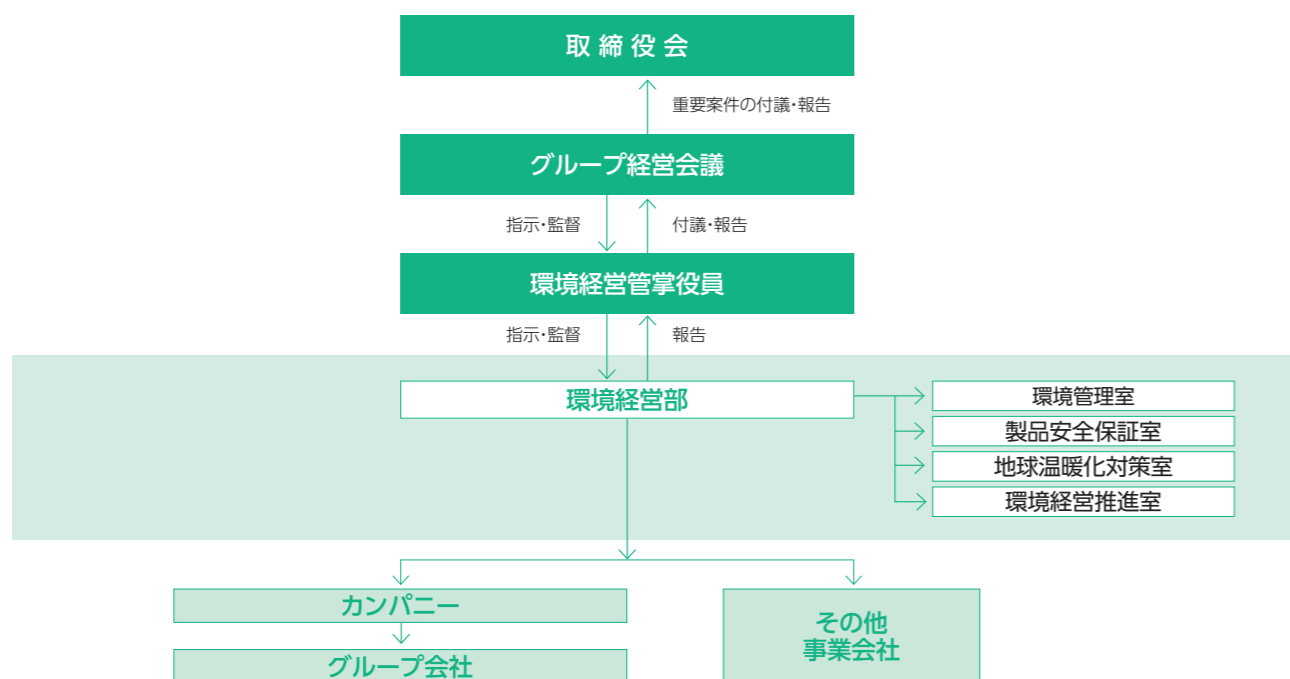 取締役会
重要案件の付議・報告
グループ経営会議
指示・監督
付議・報告
環境経営管掌役員
指示・監督
報告
環境経営部
環境管理室
製品安全保証室
地球温暖化対策室
環境経営推進室
カンパニー
その他
事業会社
グループ会社